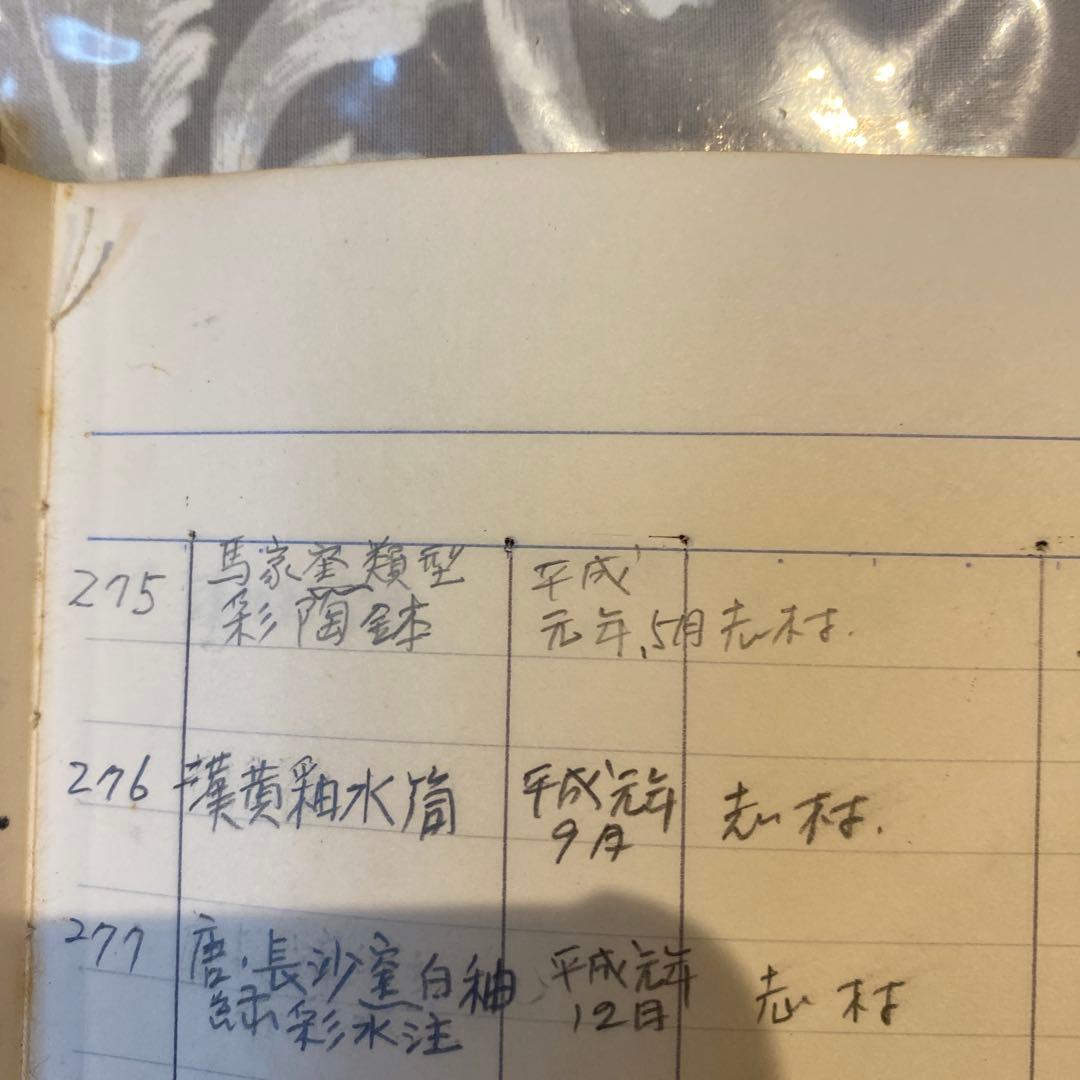 275
馬家窑類型
彩陶鉢
平成
元年.5月 志村.
276
漢黄釉水筒
平成元年
9月
志村.
277
唐・長沙窯白釉
緑彩水注
平成元年
12月
志村